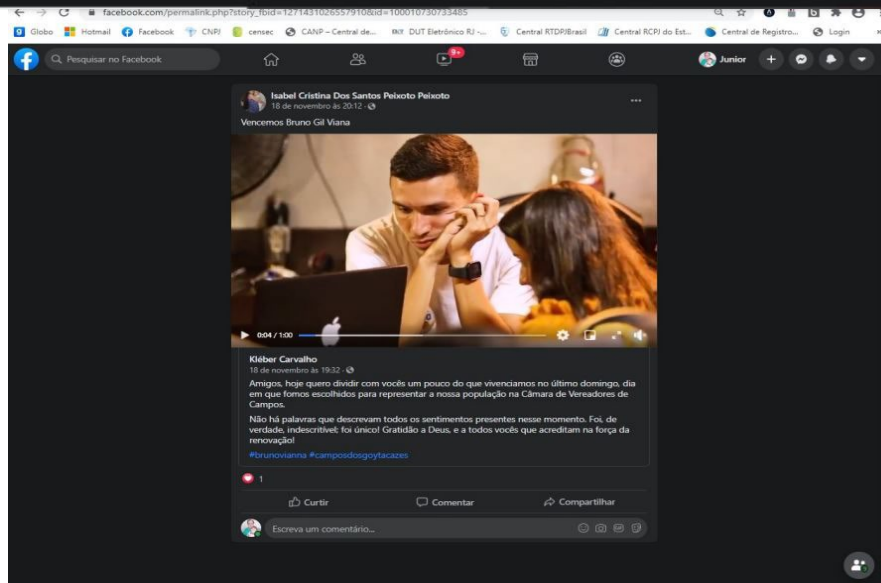 facebook.com/permalink.php?story_fbid=127143102655791&id=100010730733485
Globo Hotmail Facebook CNPJ censec CANP – Central de... DUT Eletrônico RJ -... Central RTDPJBrasil Central RCPJ do Est... Central de Registro... Login
Pesquisar no Facebook
9+
Junior
Isabel Cristina Dos Santos Peixoto Peixoto
18 de novembro às 20:12 ·
Vencemos Bruno Gil Viana
0:04 / 1:00
Kléber Carvalho
18 de novembro às 19:32 ·
Amigos, hoje quero dividir com vocês um pouco do que vivenciamos no último domingo, dia
em que fomos escolhidos para representar a nossa população na Câmara de Vereadores de
Campos.
Não há palavras que descrevam todos os sentimentos presentes nesse momento. Foi, de
verdade, indescritível; foi único! Gratidão a Deus, e a todos vocês que acreditam na força da
renovação!
#brunovianna #camposdosgoytacazes
1
Curtir Comentar Compartilhar
Escreva um comentário...
GIF